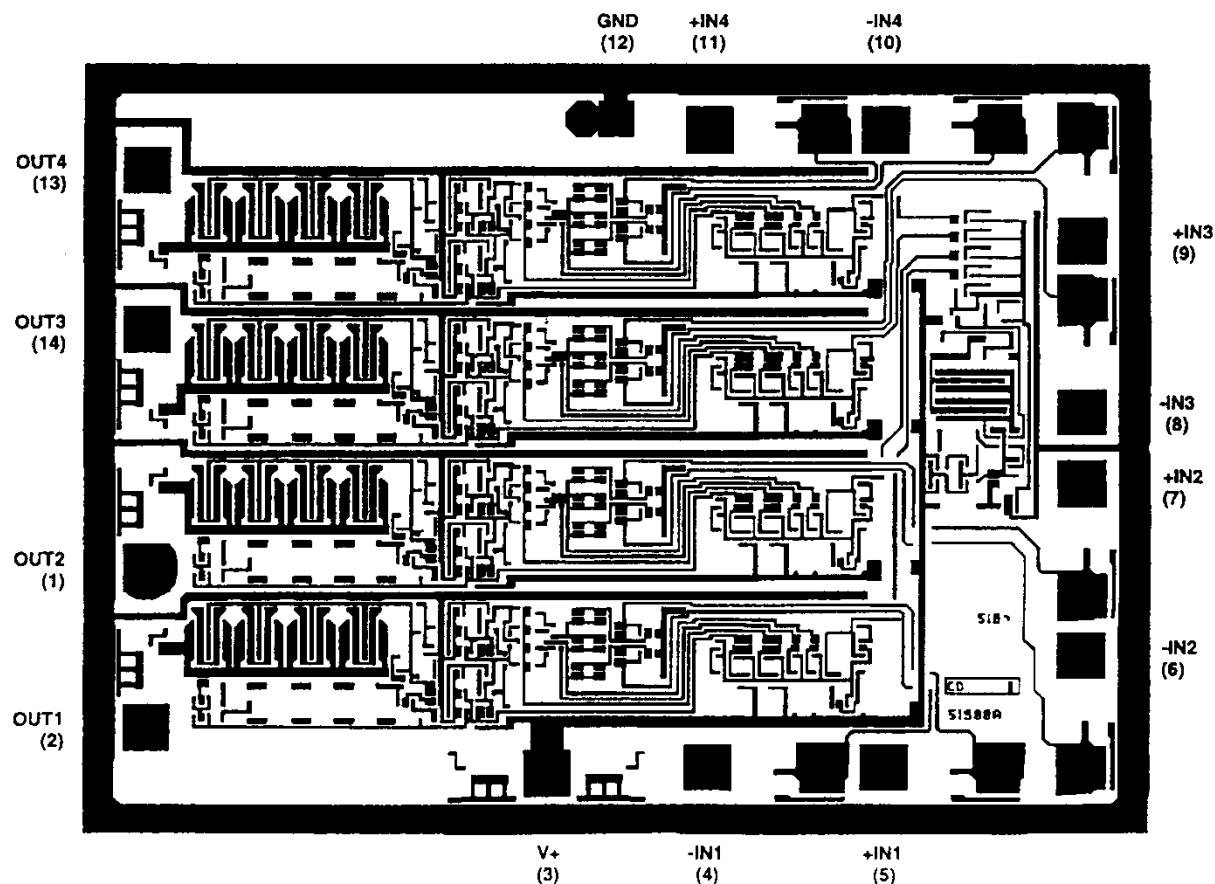 GND
(12)
+IN4
(11)
-IN4
(10)
OUT4
(13)
+IN3
(9)
OUT3
(14)
-IN3
(8)
+IN2
(7)
OUT2
(1)
-IN2
(6)
CD
51588A
OUT1
(2)
V+
(3)
-IN1
(4)
+IN1
(5)